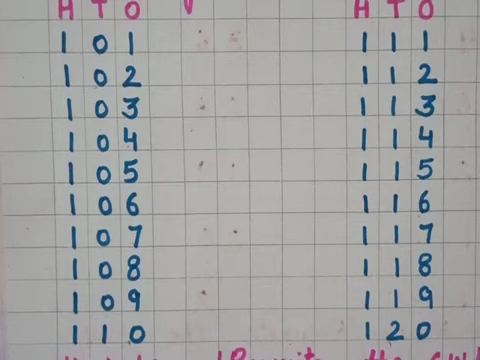 H T O H T O
1 0 1 1 1 1
1 0 2 1 1 2
1 0 3 1 1 3
1 0 4 1 1 4
1 0 5 1 1 5
1 0 6 1 1 6
1 0 7 1 1 7
1 0 8 1 1 8
1 0 9 1 1 9
1 1 0 1 2 0